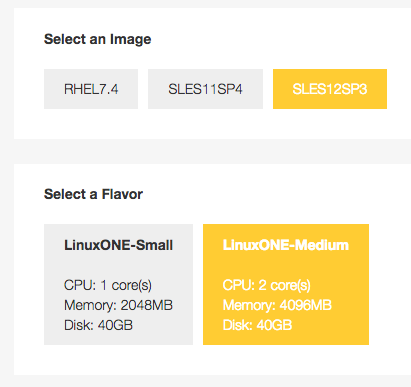 Select an Image
RHEL7.4 SLES11SP4 SLES12SP3
Select a Flavor
LinuxONE-Small
CPU: 1 core(s)
Memory: 2048MB
Disk: 40GB
LinuxONE-Medium
CPU: 2 core(s)
Memory: 4096MB
Disk: 40GB